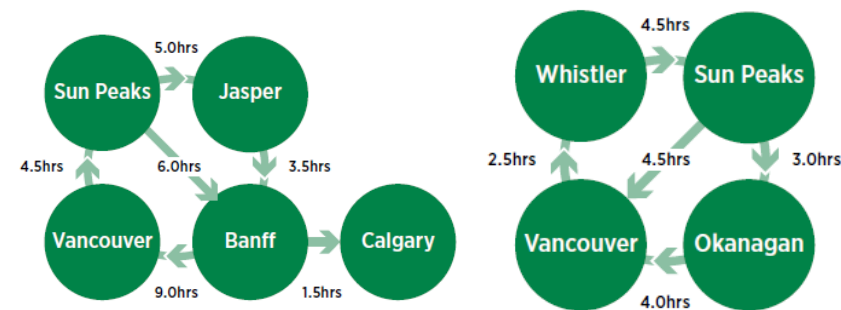 5.0hrs
Sun Peaks
Jasper
4.5hrs
6.0hrs
3.5hrs
Vancouver
Banff
Calgary
9.0hrs
1.5hrs
4.5hrs
Whistler
Sun Peaks
2.5hrs
4.5hrs
3.0hrs
Vancouver
Okanagan
4.0hrs